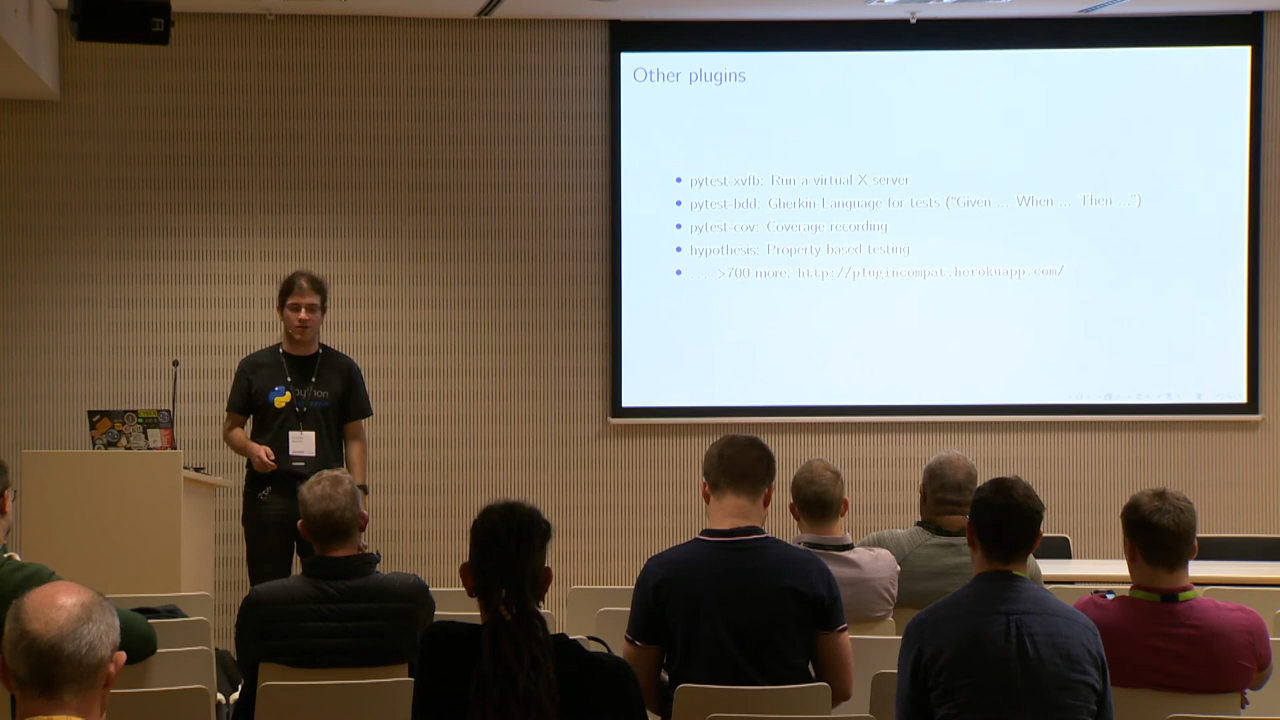 Other plugins
pytest-xvfb: Run a virtual X server
pytest-bdd: Gherkin-Language for tests ("Given ... When ... Then ...")
pytest-cov: Coverage recording
hypothesis: Property-based testing
... >700 more: http://plugincompat.herokuapp.com/
python